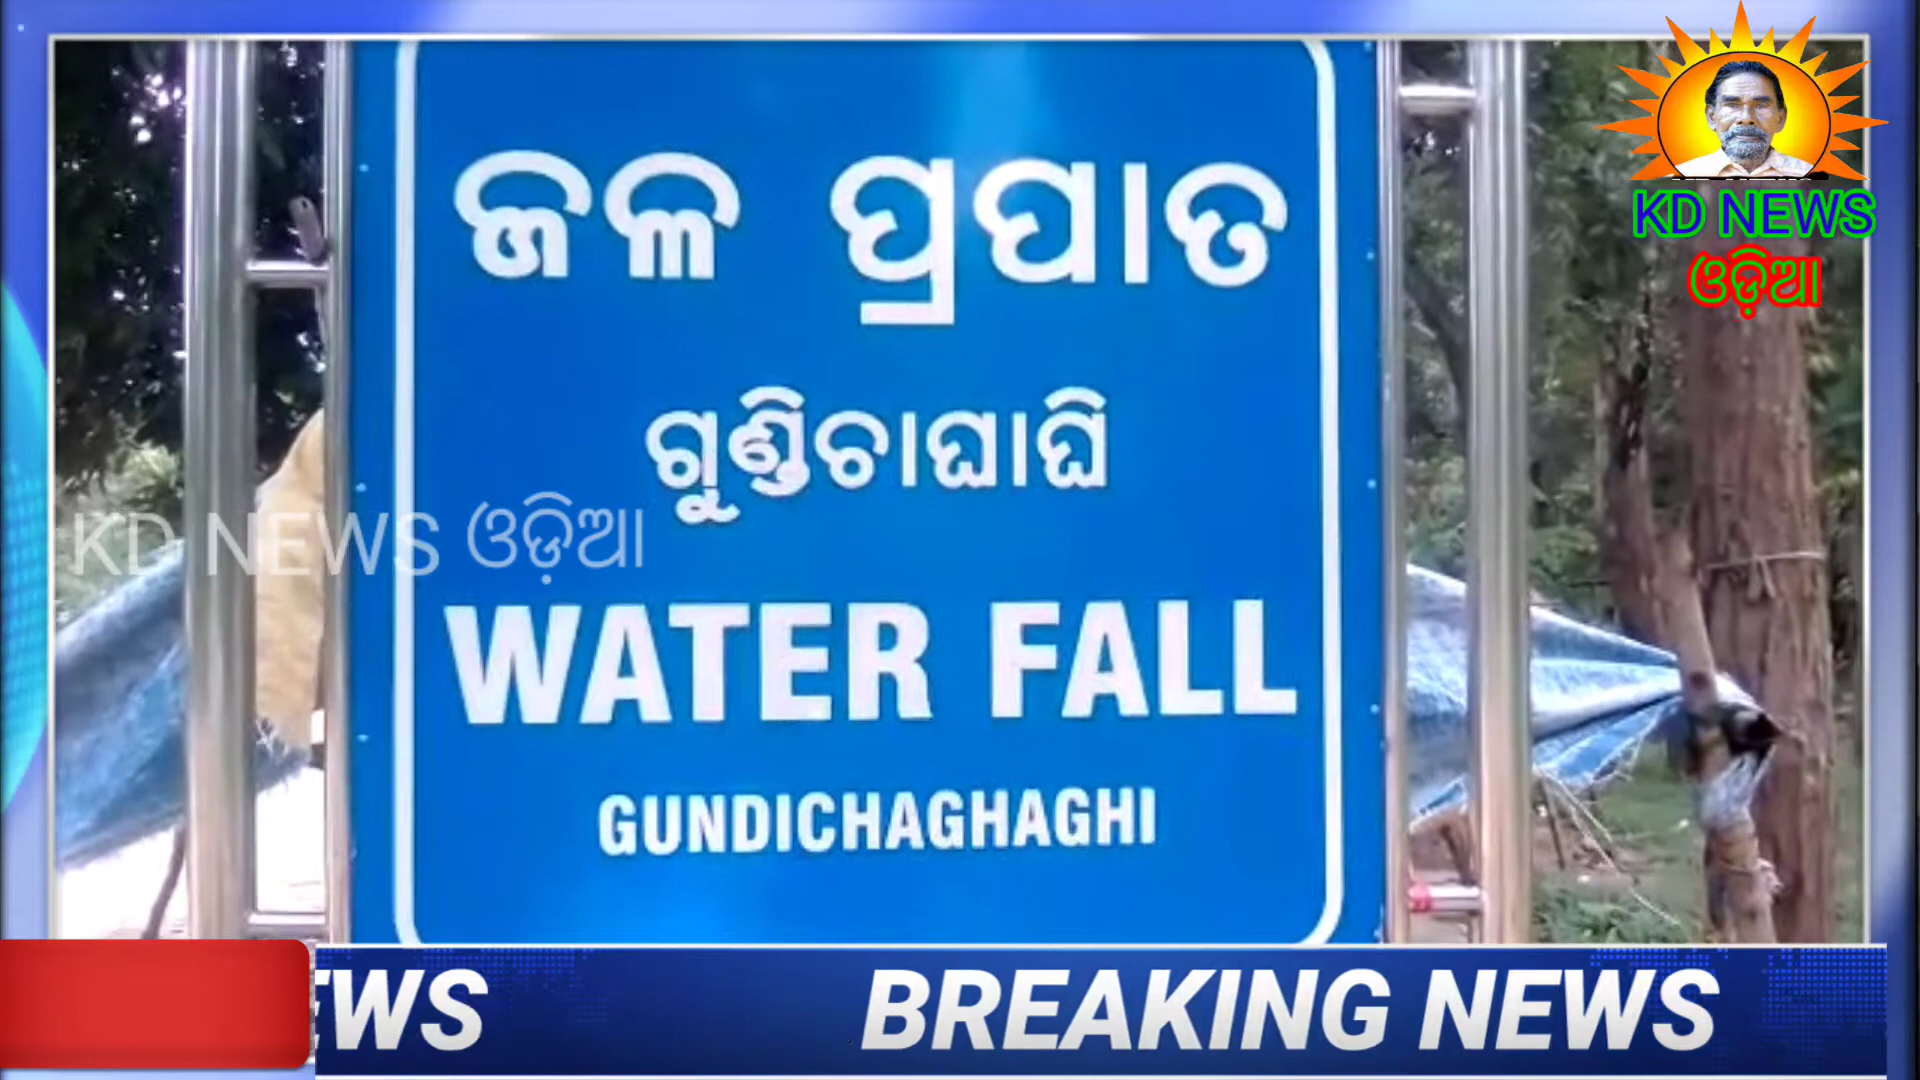 ଜଳ ପ୍ରପାତ
ଗୁଣ୍ଡିଚାଘାଘି
WATER FALL
GUNDICHAGHAGHI
KD NEWS
ଓଡ଼ିଆ
KD NEWS ଓଡ଼ିଆ
EWS BREAKING NEWS